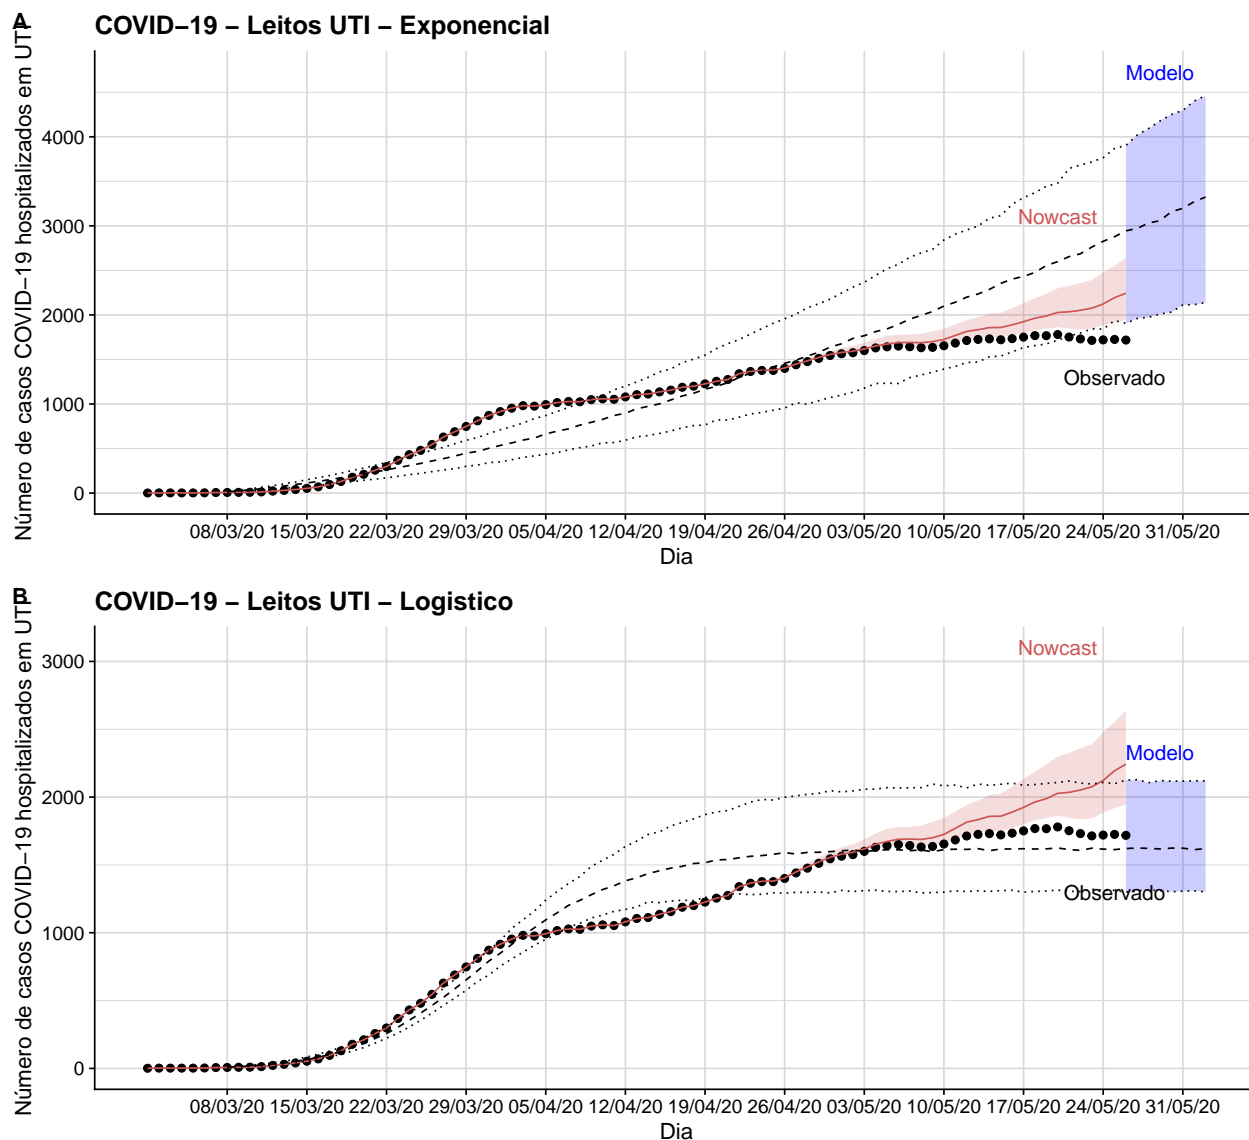 A
COVID−19 − Leitos UTI − Exponencial
Número de casos COVID−19 hospitalizados em UTI
4000
3000
2000
1000
0
Modelo
Nowcast
Observado
08/03/20 15/03/20 22/03/20 29/03/20 05/04/20 12/04/20 19/04/20 26/04/20 03/05/20 10/05/20 17/05/20 24/05/20 31/05/20
Dia
B
COVID−19 − Leitos UTI − Logistico
Número de casos COVID−19 hospitalizados em UTI
3000
2000
1000
0
Nowcast
Modelo
Observado
08/03/20 15/03/20 22/03/20 29/03/20 05/04/20 12/04/20 19/04/20 26/04/20 03/05/20 10/05/20 17/05/20 24/05/20 31/05/20
Dia